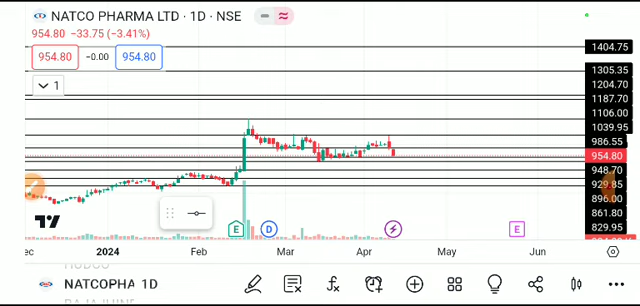 NATCO PHARMA LTD · 1D · NSE
954.80 −33.75 (−3.41%)
954.80 −0.00 954.80
1
1404.75
1305.35
1204.70
1187.70
1106.00
1039.95
986.55
954.80
948.70
929.85
896.00
861.80
829.95
E D E
2024 Feb Mar Apr May Jun
NATCOPHA 1D